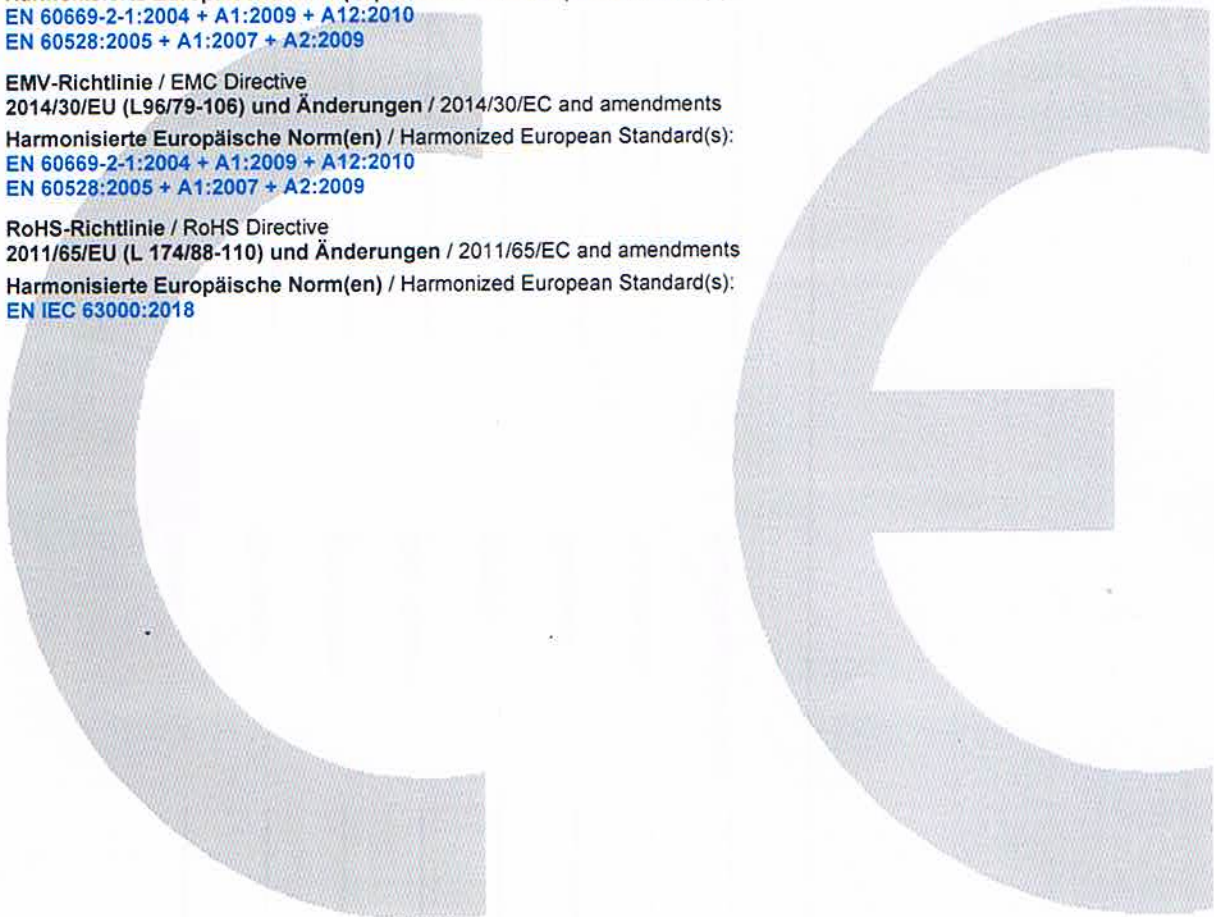 EN 60669-2-1:2004 + A1:2009 + A12:2010
EN 60528:2005 + A1:2007 + A2:2009
EMV-Richtlinie / EMC Directive
2014/30/EU (L96/79-106) und Änderungen / 2014/30/EC and amendments
Harmonisierte Europäische Norm(en) / Harmonized European Standard(s):
EN 60669-2-1:2004 + A1:2009 + A12:2010
EN 60528:2005 + A1:2007 + A2:2009
RoHS-Richtlinie / RoHS Directive
2011/65/EU (L 174/88-110) und Änderungen / 2011/65/EC and amendments
Harmonisierte Europäische Norm(en) / Harmonized European Standard(s):
EN IEC 63000:2018
CE